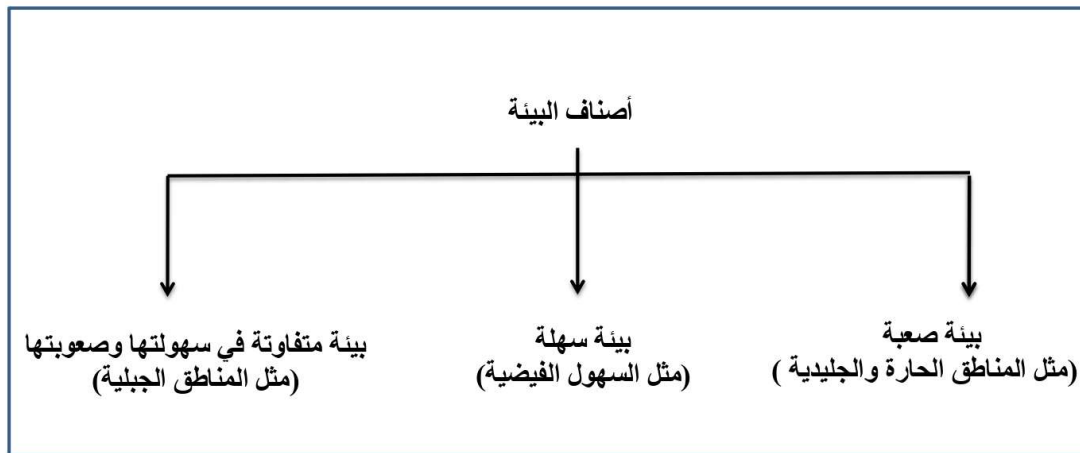 أصناف البيئة
بيئة صعبة
(مثل المناطق الحارة والجليدية )
بيئة سهلة
(مثل السهول الفيضية)
بيئة متفاوتة في سهولتها وصعوبتها
(مثل المناطق الجبلية)